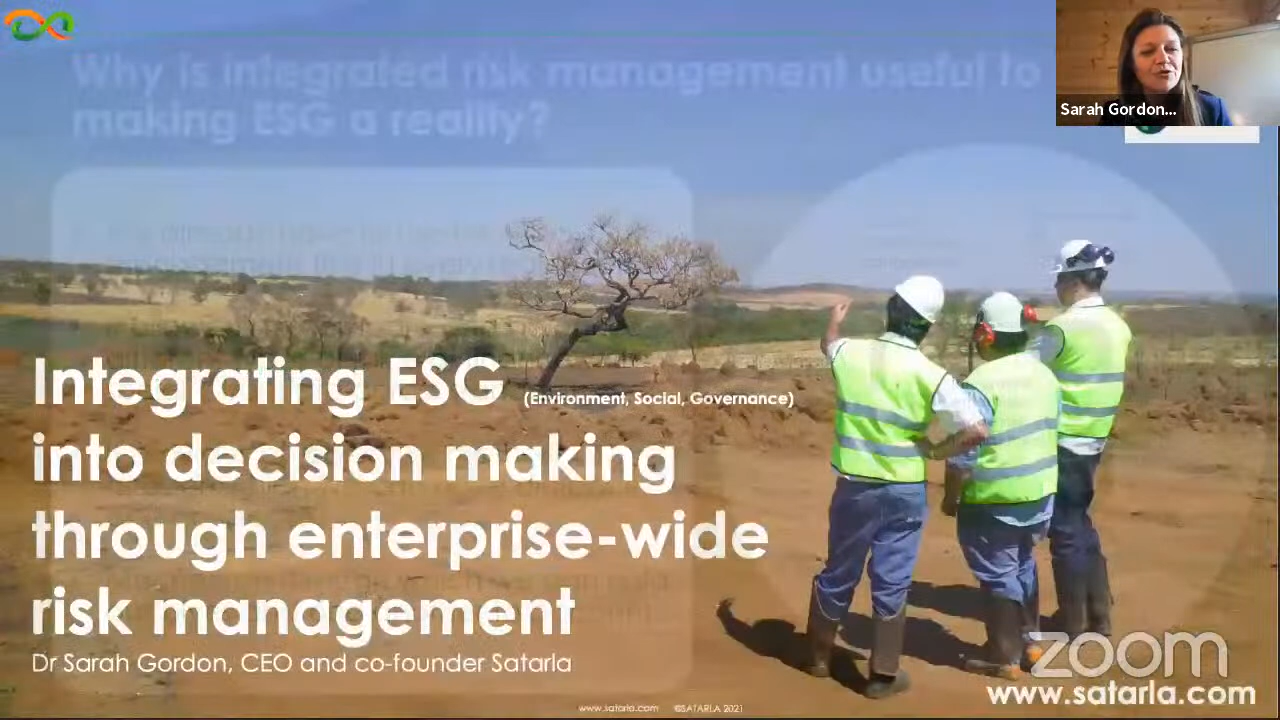 Why is integrated risk management useful to
making ESG a reality?
Sarah Gordon...
Integrating ESG (Environment, Social, Governance)
into decision making
through enterprise-wide
risk management
Dr Sarah Gordon, CEO and co-founder Satarla
zoom
www.satarla.com
www.satarla.com ©SATARLA 2021